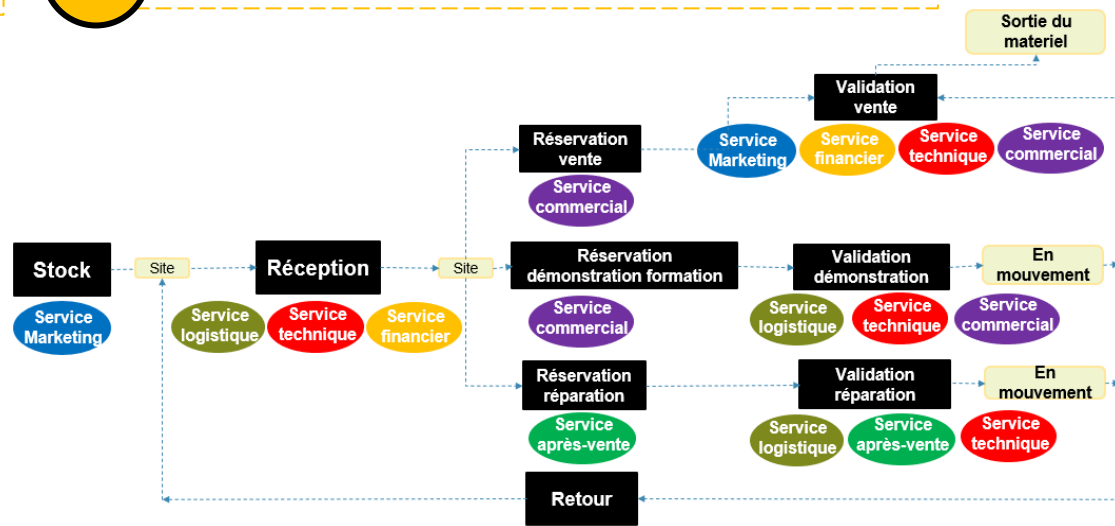 Sortie du
materiel
Validation
vente
Réservation
vente
Service
Marketing
Service
financier
Service
technique
Service
commercial
Service
commercial
Stock
Site
Réception
Site
Réservation
démonstration formation
Validation
démonstration
En
mouvement
Service
Marketing
Service
logistique
Service
technique
Service
financier
Service
commercial
Service
logistique
Service
technique
Service
commercial
Réservation
réparation
Validation
réparation
En
mouvement
Service
après-vente
Service
logistique
Service
après-vente
Service
technique
Retour